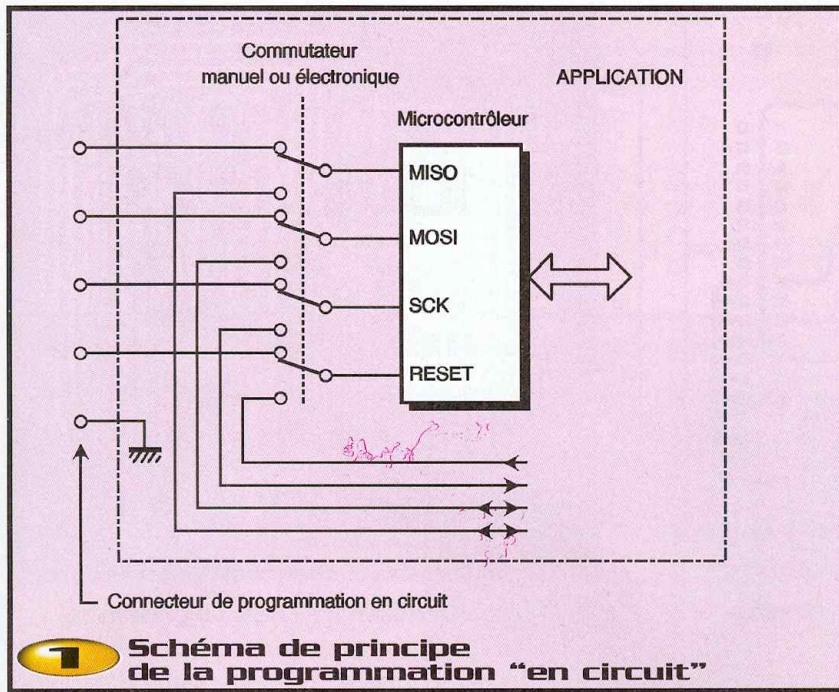 Commutateur
manuel ou électronique
APPLICATION
Microcontrôleur
MISO
MOSI
SCK
RESET
Connecteur de programmation en circuit
1 Schéma de principe
de la programmation "en circuit"